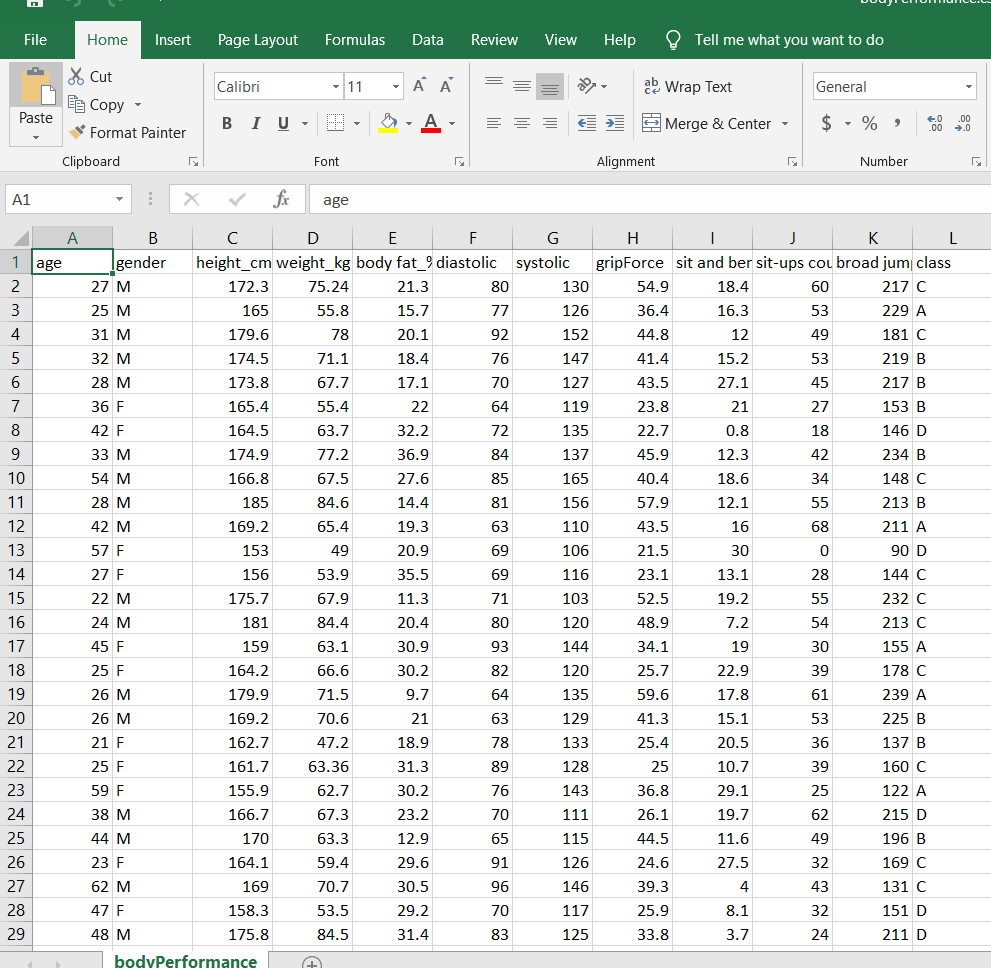 File Home Insert Page Layout Formulas Data Review View Help Tell me what you want to do
Cut
Copy
Format Painter
Paste
Clipboard
Calibri 11 A A
B I U A
Font
ab c Wrap Text
Merge & Center
Alignment
General
$ % , .00 .0
Number
A1 fx age
A B C D E F G H I J K L
1 age gender height_cm weight_kg body fat_% diastolic systolic gripForce sit and ber sit-ups cou broad jum class
2 27 M 172.3 75.24 21.3 80 130 54.9 18.4 60 217 C
3 25 M 165 55.8 15.7 77 126 36.4 16.3 53 229 A
4 31 M 179.6 78 20.1 92 152 44.8 12 49 181 C
5 32 M 174.5 71.1 18.4 76 147 41.4 15.2 53 219 B
6 28 M 173.8 67.7 17.1 70 127 43.5 27.1 45 217 B
7 36 F 165.4 55.4 22 64 119 23.8 21 27 153 B
8 42 F 164.5 63.7 32.2 72 135 22.7 0.8 18 146 D
9 33 M 174.9 77.2 36.9 84 137 45.9 12.3 42 234 B
10 54 M 166.8 67.5 27.6 85 165 40.4 18.6 34 148 C
11 28 M 185 84.6 14.4 81 156 57.9 12.1 55 213 B
12 42 M 169.2 65.4 19.3 63 110 43.5 16 68 211 A
13 57 F 153 49 20.9 69 106 21.5 30 0 90 D
14 27 F 156 53.9 35.5 69 116 23.1 13.1 28 144 C
15 22 M 175.7 67.9 11.3 71 103 52.5 19.2 55 232 C
16 24 M 181 84.4 20.4 80 120 48.9 7.2 54 213 C
17 45 F 159 63.1 30.9 93 144 34.1 19 30 155 A
18 25 F 164.2 66.6 30.2 82 120 25.7 22.9 39 178 C
19 26 M 179.9 71.5 9.7 64 135 59.6 17.8 61 239 A
20 26 M 169.2 70.6 21 63 129 41.3 15.1 53 225 B
21 21 F 162.7 47.2 18.9 78 133 25.4 20.5 36 137 B
22 25 F 161.7 63.36 31.3 89 128 25 10.7 39 160 C
23 59 F 155.9 62.7 30.2 76 143 36.8 29.1 25 122 A
24 38 M 166.7 67.3 23.2 70 111 26.1 19.7 62 215 D
25 44 M 170 63.3 12.9 65 115 44.5 11.6 49 196 B
26 23 F 164.1 59.4 29.6 91 126 24.6 27.5 32 169 C
27 62 M 169 70.7 30.5 96 146 39.3 4 43 131 C
28 47 F 158.3 53.5 29.2 70 117 25.9 8.1 32 151 D
29 48 M 175.8 84.5 31.4 83 125 33.8 3.7 24 211 D
bodyPerformance